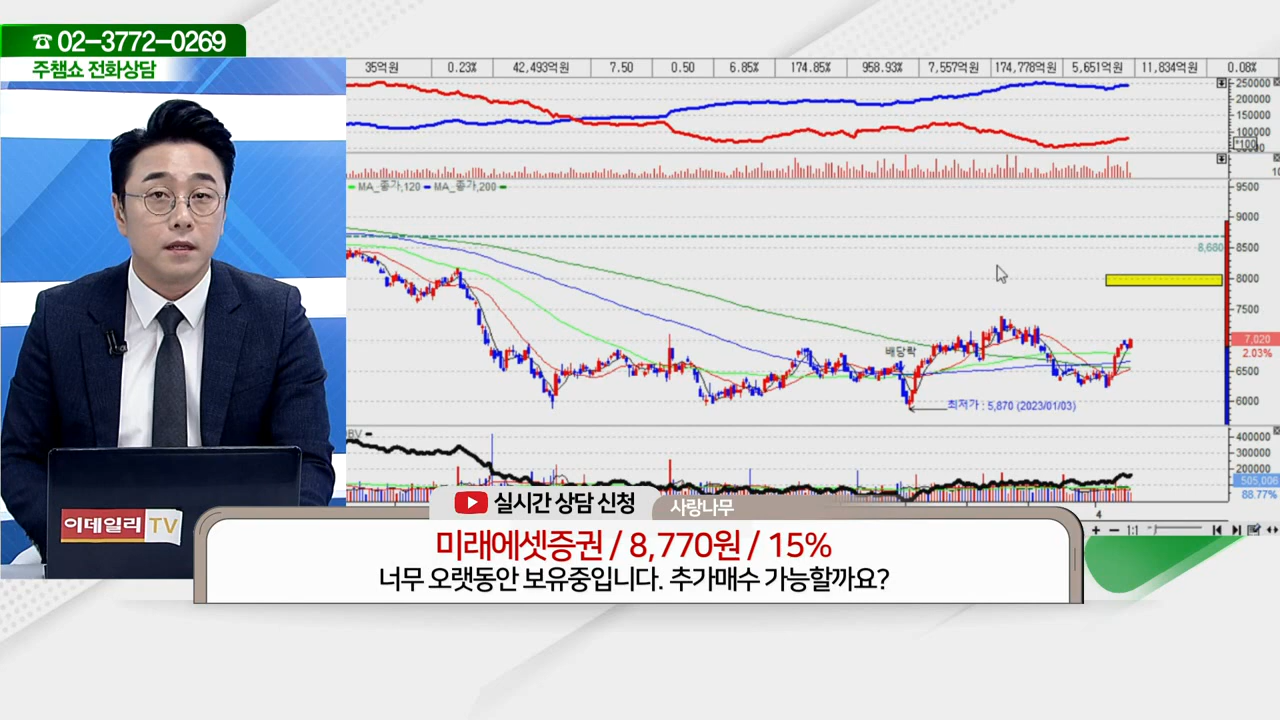 ☎ 02-3772-0269
주챔쇼 전화상담
35억원 0.23% 42,493억원 7.50 0.50 6.85% 174.85% 958.93% 7,557억원 174,778억원 5,651억원 11,834억원 0.08%
250000
200000
150000
100000
*100
MA_종가,120 MA_종가,200
9500
9000
8,680
8500
8000
7500
7,020
2.03%
6500
6000
배당락
최저가 : 5,870 (2023/01/03)
OBV
400000
300000
200000
505,006
88.77%
4
1:1
이데일리 TV
실시간 상담 신청
사랑나무
미래에셋증권 / 8,770원 / 15%
너무 오랫동안 보유중입니다. 추가매수 가능할까요?